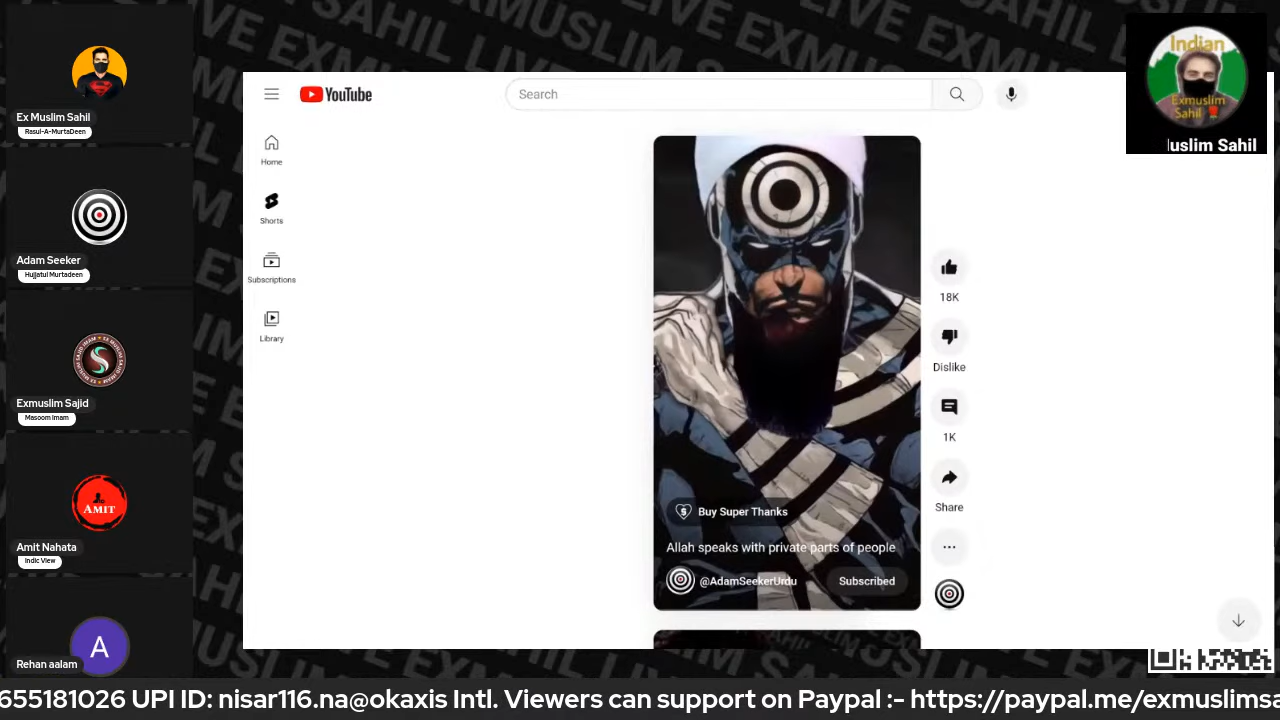 Ex Muslim Sahil
Rasul-A-MurtaDeen
Adam Seeker
Hujjatul Murtadeen
Exmuslim Sajid
Masoom Imam
AMIT
Amit Nahata
Indic View
A
Rehan aalam
YouTube
Search
Home
Shorts
Subscriptions
Library
18K
Dislike
1K
Share
Buy Super Thanks
Allah speaks with private parts of people
@AdamSeekerUrdu
Subscribed
Indian
Exmuslim
Sahil
uslim Sahil
655181026 UPI ID: nisar116.na@okaxis Intl. Viewers can support on Paypal :- https://paypal.me/exmuslimsa